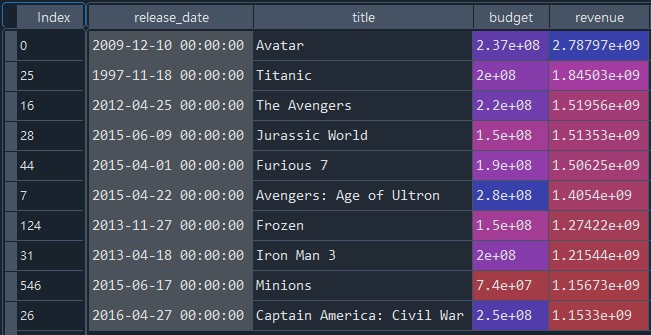 Index release_date title budget revenue
0 2009-12-10 00:00:00 Avatar 2.37e+08 2.78797e+09
25 1997-11-18 00:00:00 Titanic 2e+08 1.84503e+09
16 2012-04-25 00:00:00 The Avengers 2.2e+08 1.51956e+09
28 2015-06-09 00:00:00 Jurassic World 1.5e+08 1.51353e+09
44 2015-04-01 00:00:00 Furious 7 1.9e+08 1.50625e+09
7 2015-04-22 00:00:00 Avengers: Age of Ultron 2.8e+08 1.4054e+09
124 2013-11-27 00:00:00 Frozen 1.5e+08 1.27422e+09
31 2013-04-18 00:00:00 Iron Man 3 2e+08 1.21544e+09
546 2015-06-17 00:00:00 Minions 7.4e+07 1.15673e+09
26 2016-04-27 00:00:00 Captain America: Civil War 2.5e+08 1.1533e+09